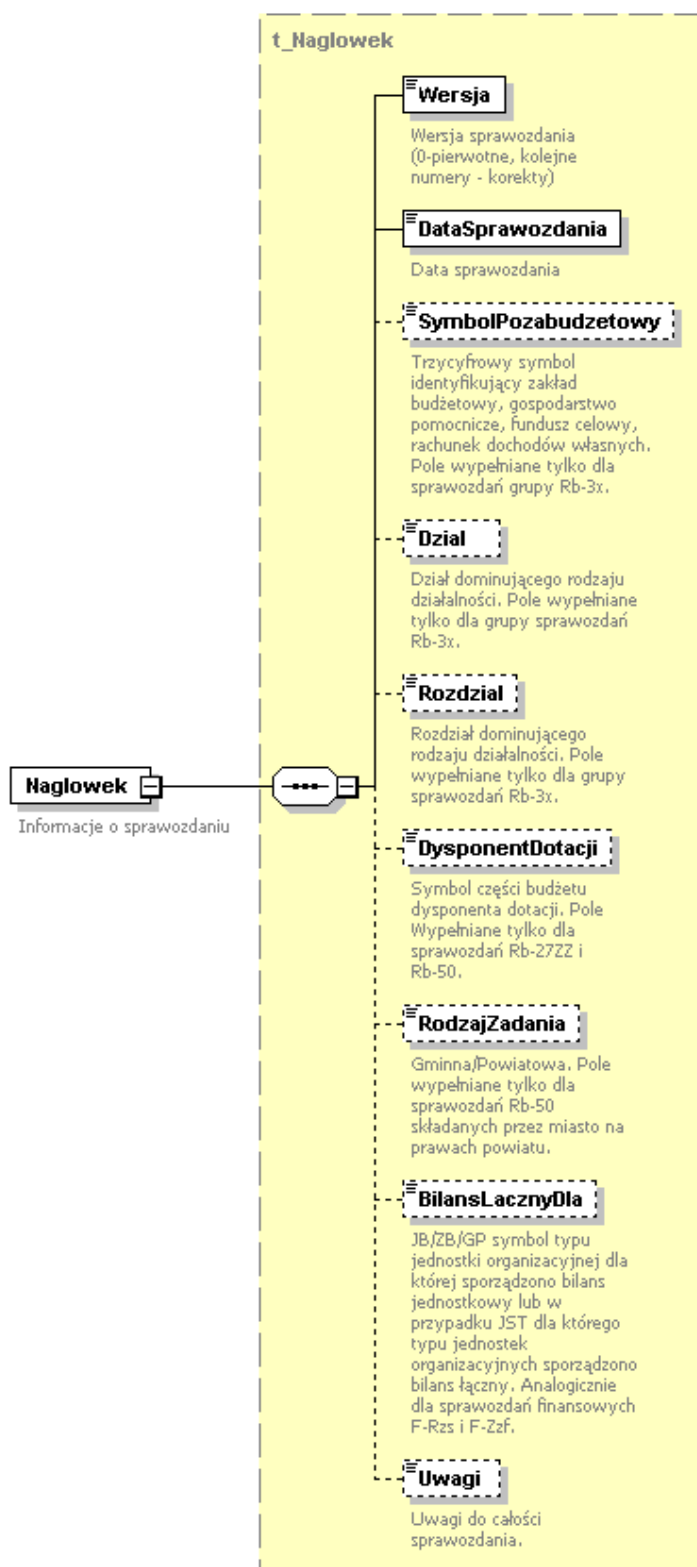 t_Naglowek
Wersja
Wersja sprawozdania
(0-pierwotne, kolejne
numery - korekty)
DataSprawozdania
Data sprawozdania
SymbolPozabudzetowy
Trzycyfrowy symbol
identyfikujący zakład
budżetowy, gospodarstwo
pomocnicze, fundusz celowy,
rachunek dochodów własnych.
Pole wypełniane tylko dla
sprawozdań grupy Rb-3x.
Dzial
Dział dominującego rodzaju
działalności. Pole wypełniane
tylko dla grupy sprawozdań
Rb-3x.
Rozdzial
Rozdział dominującego
rodzaju działalności. Pole
wypełniane tylko dla grupy
sprawozdań Rb-3x.
Naglowek
Informacje o sprawozdaniu
DysponentDotacji
Symbol części budżetu
dysponenta dotacji. Pole
Wypełniane tylko dla
sprawozdań Rb-27ZZ i
Rb-50.
RodzajZadania
Gminna/Powiatowa. Pole
wypełniane tylko dla
sprawozdań Rb-50
składanych przez miasto na
prawach powiatu.
BilansLacznyDla
JB/ZB/GP symbol typu
jednostki organizacyjnej dla
której sporządzono bilans
jednostkowy lub w
przypadku JST dla którego
typu jednostek
organizacyjnych sporządzono
bilans łączny. Analogicznie
dla sprawozdań finansowych
F-Rzs i F-Zzf.
Uwagi
Uwagi do całości
sprawozdania.